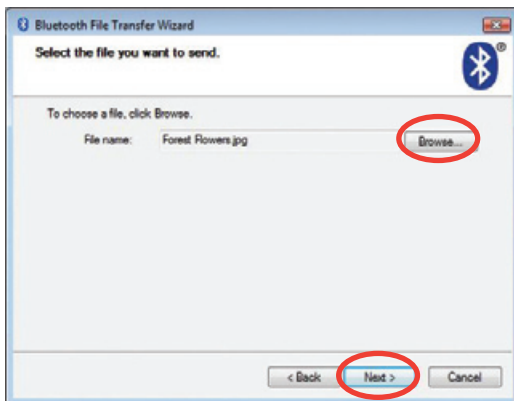 Bluetooth File Transfer Wizard
Select the file you want to send.
®
To choose a file, click Browse.
File name: Forest Flowers.jpg Browse...
< Back Next > Cancel